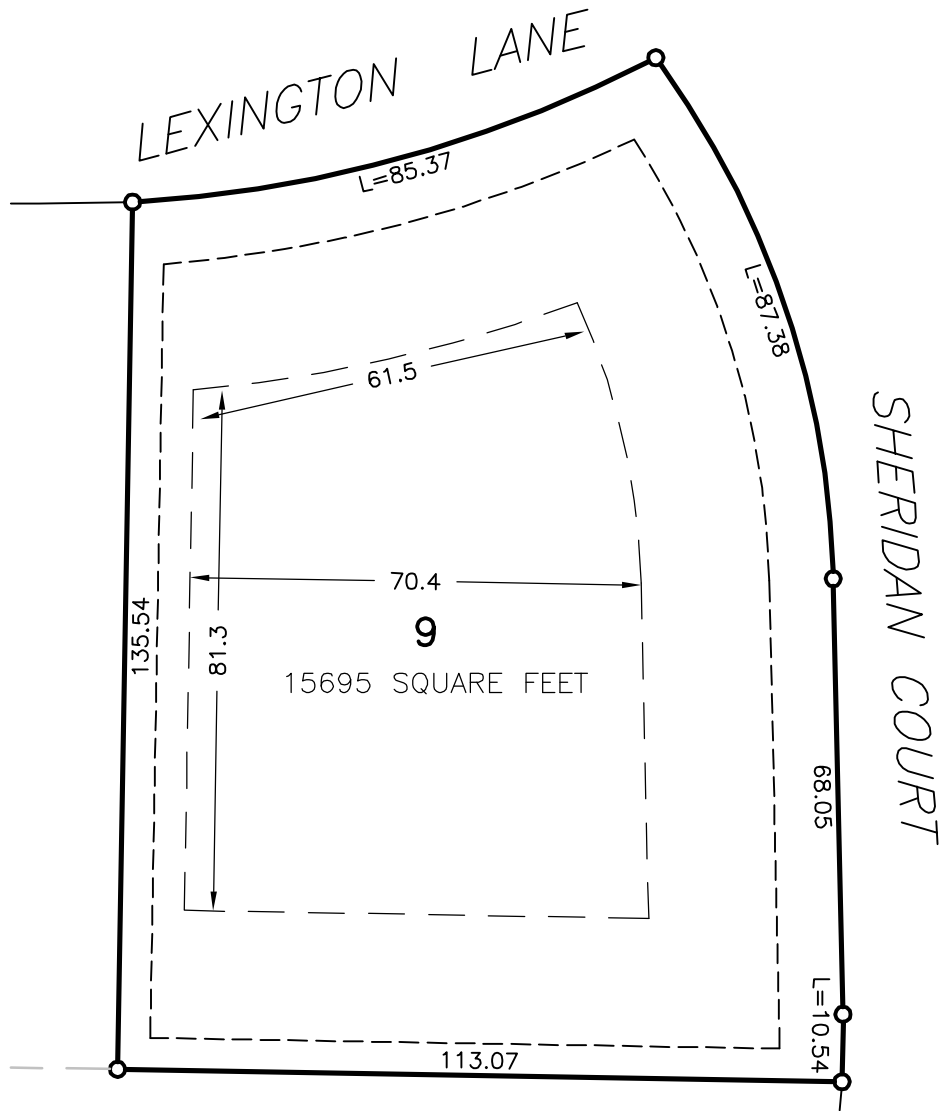 LEXINGTON LANE
L=85.37
L=87.38
61.5
SHERIDAN COURT
70.4
9
135.54
81.3
15695 SQUARE FEET
68.05
L=10.54
113.07